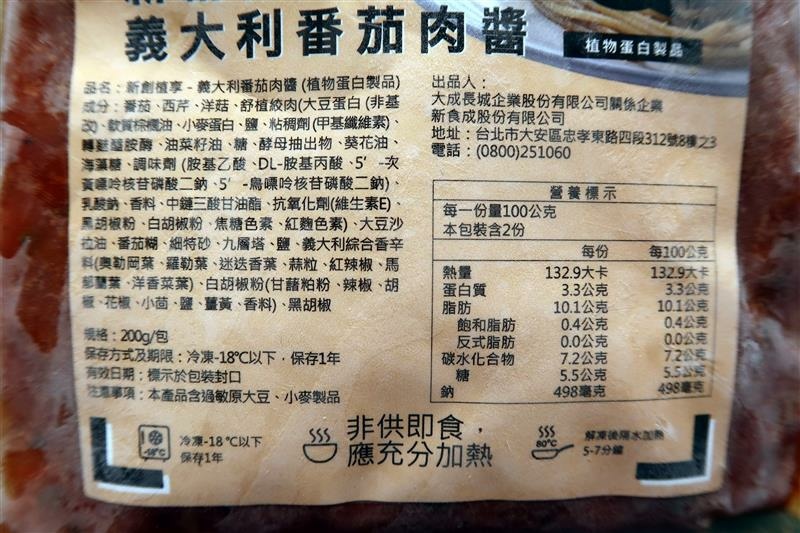 義大利番茄肉醬
植物蛋白製品
品名：新創植享-義大利番茄肉醬(植物蛋白製品)
成分：番茄、西芹、洋菇、舒植絞肉(大豆蛋白(非基
改)、軟質棕櫚油、小麥蛋白、鹽、粘稠劑(甲基纖維素)、
轉麩醯胺酶、油菜籽油、糖、酵母抽出物、葵花油、
海藻糖、調味劑(胺基乙酸、DL-胺基丙酸、5'-次
黃嘌呤核苷磷酸二鈉、5'-鳥嘌呤核苷磷酸二鈉)、
乳酸鈉、香料、中鏈三酸甘油酯、抗氧化劑(維生素E)、
黑胡椒粉、白胡椒粉、焦糖色素、紅麴色素)、大豆沙
拉油、番茄糊、細特砂、九層塔、鹽、義大利綜合香辛
料(奧勒岡葉、羅勒葉、迷迭香葉、蒜粒、紅辣椒、馬
郁蘭葉、洋香菜葉)、白胡椒粉(甘藷粕粉、辣椒、胡
椒、花椒、小茴、鹽、薑黃、香料)、黑胡椒
規格：200g/包
保存方式及期限：冷凍-18℃以下，保存1年
有效日期：標示於包裝封口
注意事項：本產品含過敏原大豆、小麥製品
出品人：
大成長城企業股份有限公司關係企業
新食成股份有限公司
地址：台北市大安區忠孝東路四段312號8樓之3
電話：(0800)251060
營養標示
每一份量100公克
本包裝含2份
每份 每100公克
熱量 132.9大卡 132.9大卡
蛋白質 3.3公克 3.3公克
脂肪 10.1公克 10.1公克
飽和脂肪 0.4公克 0.4公克
反式脂肪 0.0公克 0.0公克
碳水化合物 7.2公克 7.2公克
糖 5.5公克 5.5公克
鈉 498毫克 498毫克
-18℃
冷凍-18℃以下
保存1年
非供即食，
應充分加熱
80℃
解凍後隔水加熱
5-7分鐘